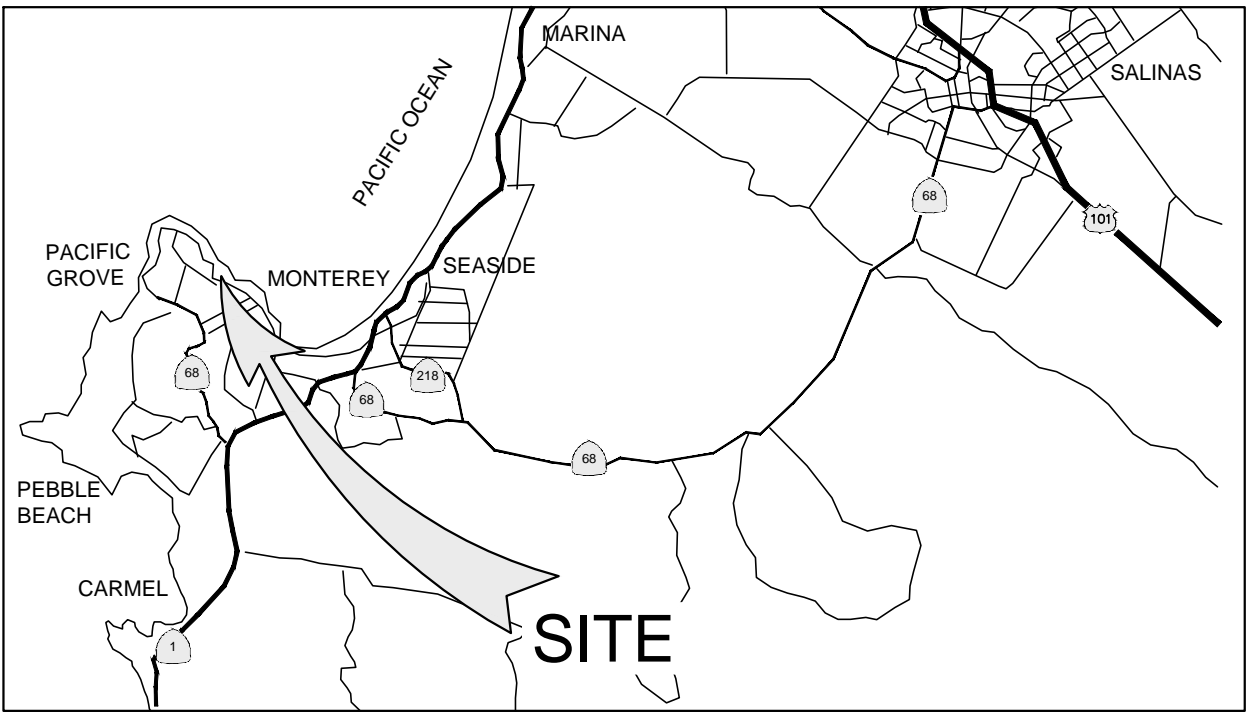 MARINA
PACIFIC OCEAN
SALINAS
68
101
PACIFIC
GROVE
MONTEREY
SEASIDE
68
218
68
68
PEBBLE
BEACH
CARMEL
1
SITE